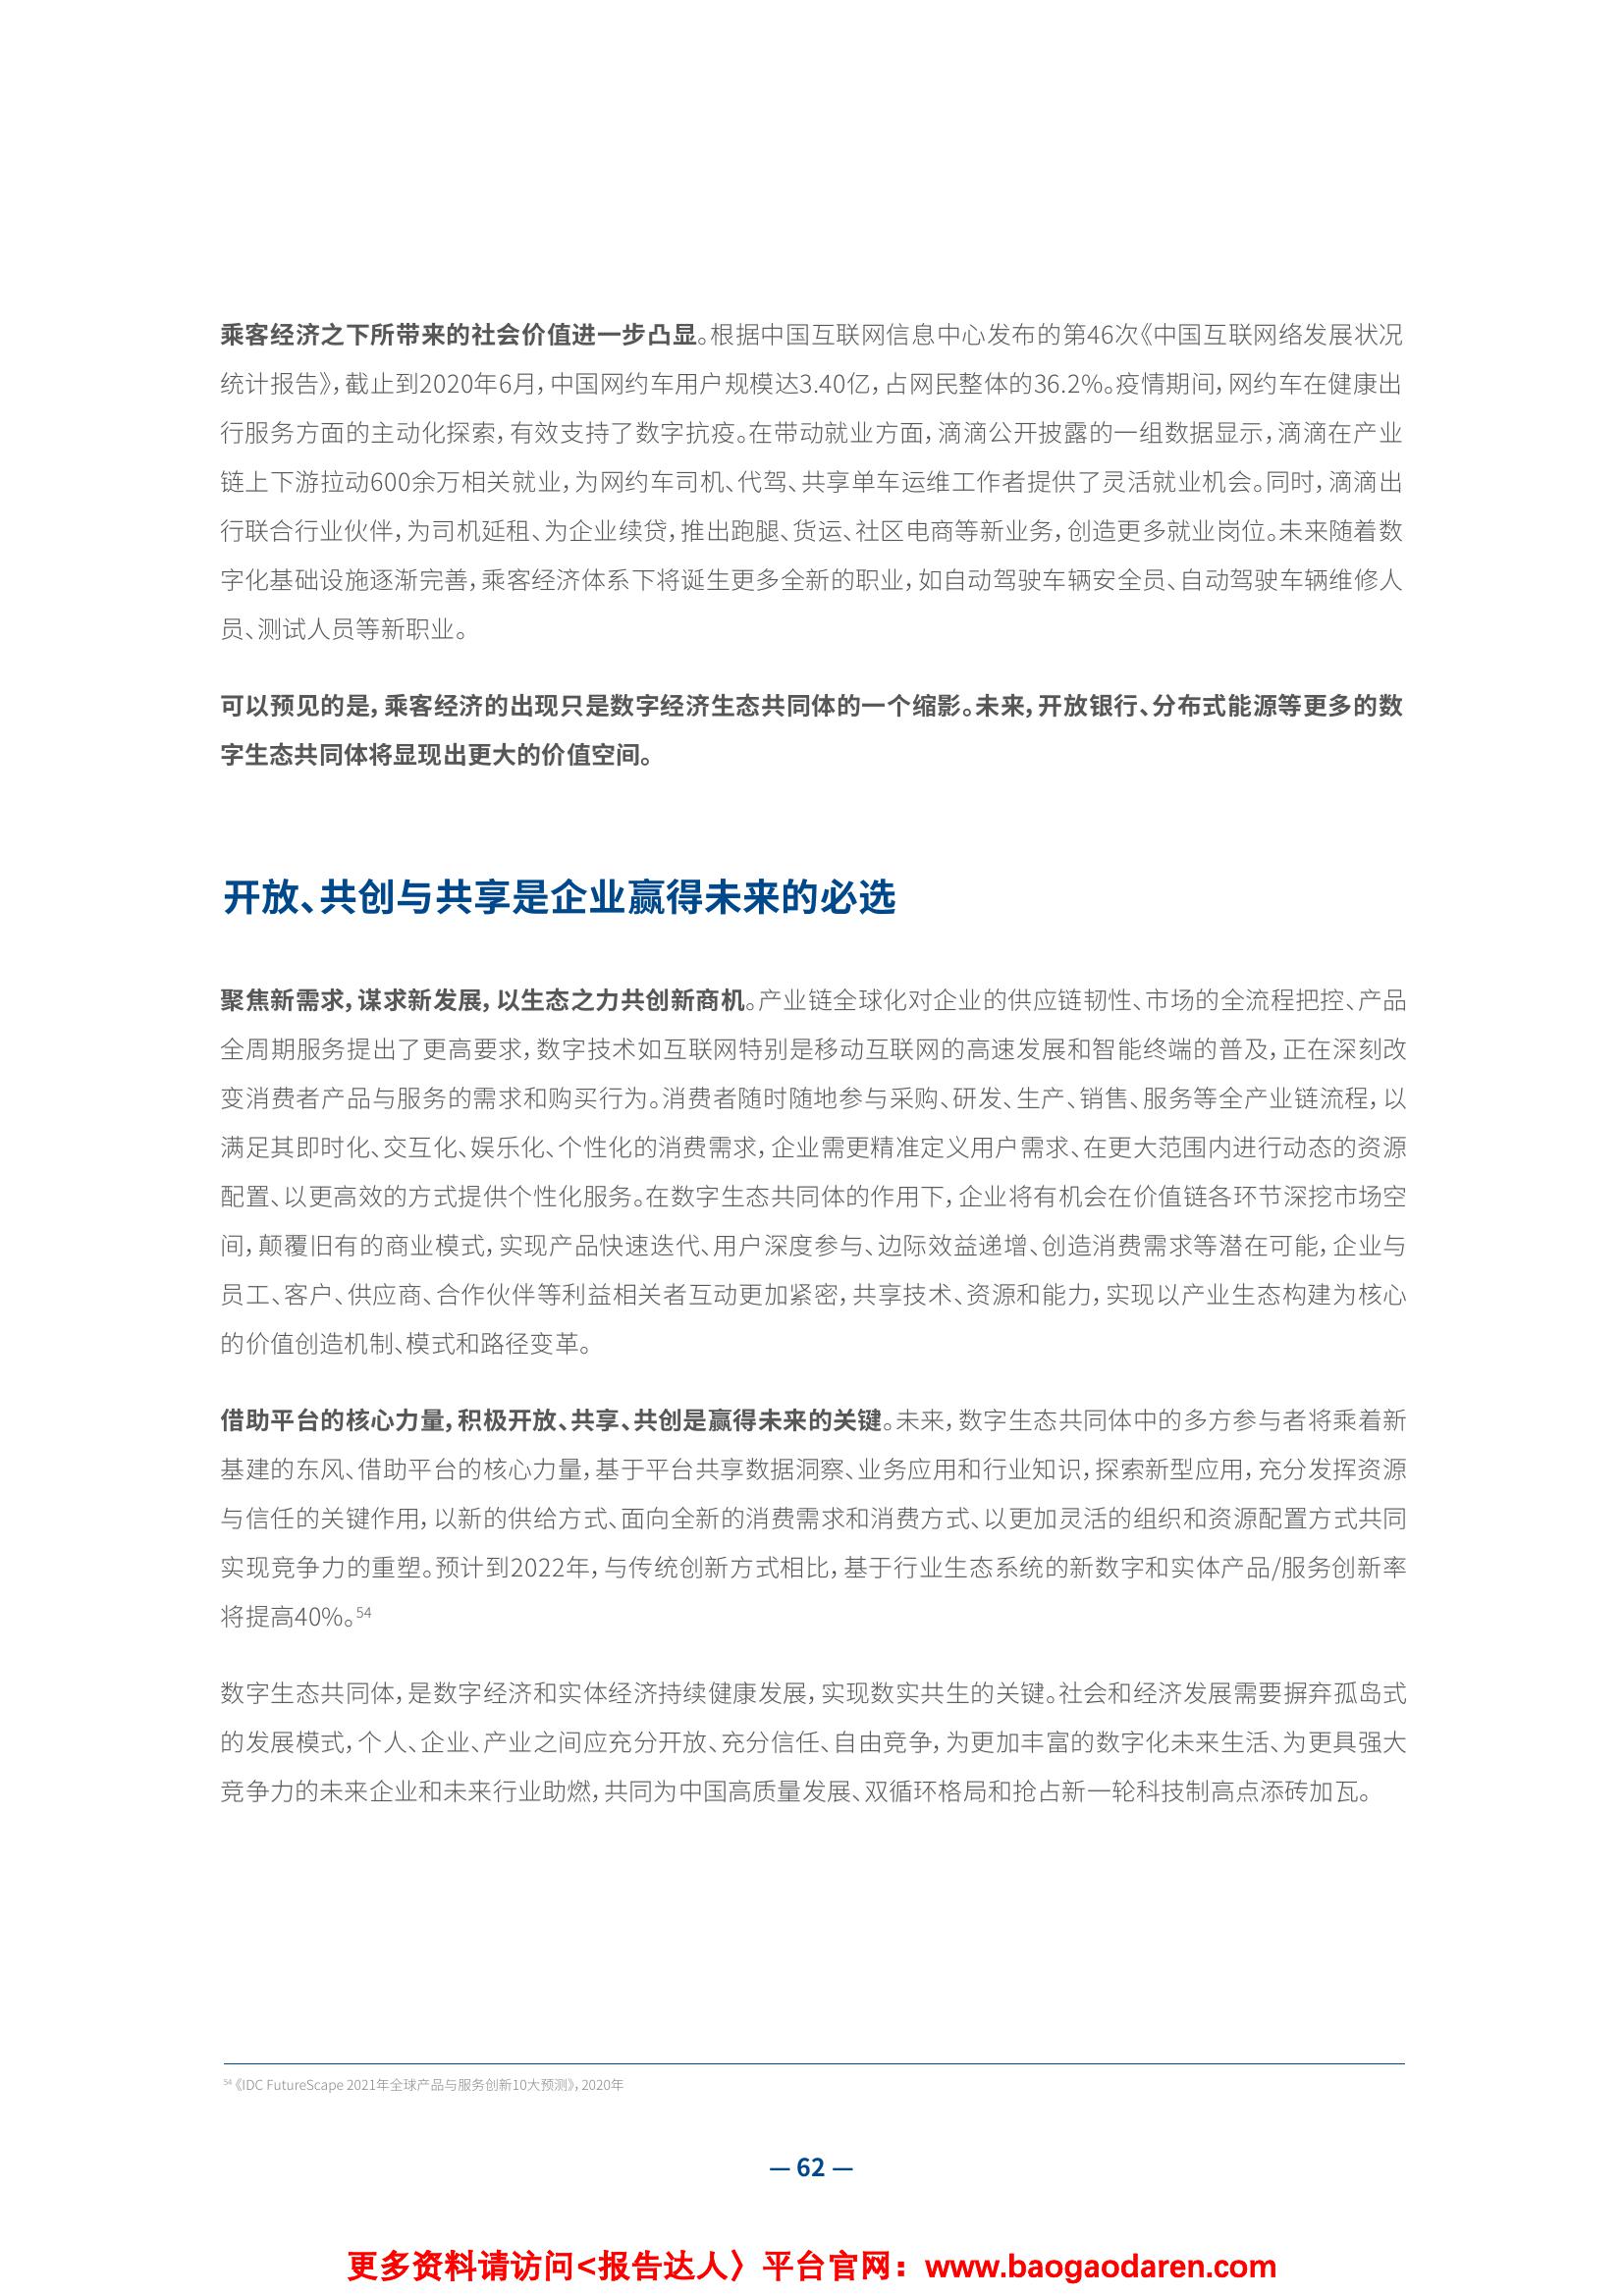 乘客经济之下所带来的社会价值进一步凸显。根据中国互联网信息中心发布的第46次《中国互联网络发展状况
统计报告》，截止到2020年6月，中国网约车用户规模达3.40亿，占网民整体的36.2%。疫情期间，网约车在健康出
行服务方面的主动化探索，有效支持了数字抗疫。在带动就业方面，滴滴公开披露的一组数据显示，滴滴在产业
链上下游拉动600余万相关就业，为网约车司机、代驾、共享单车运维工作者提供了灵活就业机会。同时，滴滴出
行联合行业伙伴，为司机延租、为企业续贷，推出跑腿、货运、社区电商等新业务，创造更多就业岗位。未来随着数
字化基础设施逐渐完善，乘客经济体系下将诞生更多全新的职业，如自动驾驶车辆安全员、自动驾驶车辆维修人
员、测试人员等新职业。
可以预见的是，乘客经济的出现只是数字经济生态共同体的一个缩影。未来，开放银行、分布式能源等更多的数
字生态共同体将显现出更大的价值空间。
开放、共创与共享是企业赢得未来的必选
聚焦新需求，谋求新发展，以生态之力共创新商机。产业链全球化对企业的供应链韧性、市场的全流程把控、产品
全周期服务提出了更高要求，数字技术如互联网特别是移动互联网的高速发展和智能终端的普及，正在深刻改
变消费者产品与服务的需求和购买行为。消费者随时随地参与采购、研发、生产、销售、服务等全产业链流程，以
满足其即时化、交互化、娱乐化、个性化的消费需求，企业需更精准定义用户需求、在更大范围内进行动态的资源
配置、以更高效的方式提供个性化服务。在数字生态共同体的作用下，企业将有机会在价值链各环节深挖市场空
间，颠覆旧有的商业模式，实现产品快速迭代、用户深度参与、边际效益递增、创造消费需求等潜在可能，企业与
员工、客户、供应商、合作伙伴等利益相关者互动更加紧密，共享技术、资源和能力，实现以产业生态构建为核心
的价值创造机制、模式和路径变革。
借助平台的核心力量，积极开放、共享、共创是赢得未来的关键。未来，数字生态共同体中的多方参与者将乘着新
基建的东风、借助平台的核心力量，基于平台共享数据洞察、业务应用和行业知识，探索新型应用，充分发挥资源
与信任的关键作用，以新的供给方式、面向全新的消费需求和消费方式、以更加灵活的组织和资源配置方式共同
实现竞争力的重塑。预计到2022年，与传统创新方式相比，基于行业生态系统的新数字和实体产品/服务创新率
将提高40%。54
数字生态共同体，是数字经济和实体经济持续健康发展，实现数实共生的关键。社会和经济发展需要摒弃孤岛式
的发展模式，个人、企业、产业之间应充分开放、充分信任、自由竞争，为更加丰富的数字化未来生活、为更具强大
竞争力的未来企业和未来行业助燃，共同为中国高质量发展、双循环格局和抢占新一轮科技制高点添砖加瓦。
54《IDC FutureScape 2021年全球产品与服务创新10大预测》，2020年
— 62 —
更多资料请访问<报告达人〉平台官网：www.baogaodaren.com